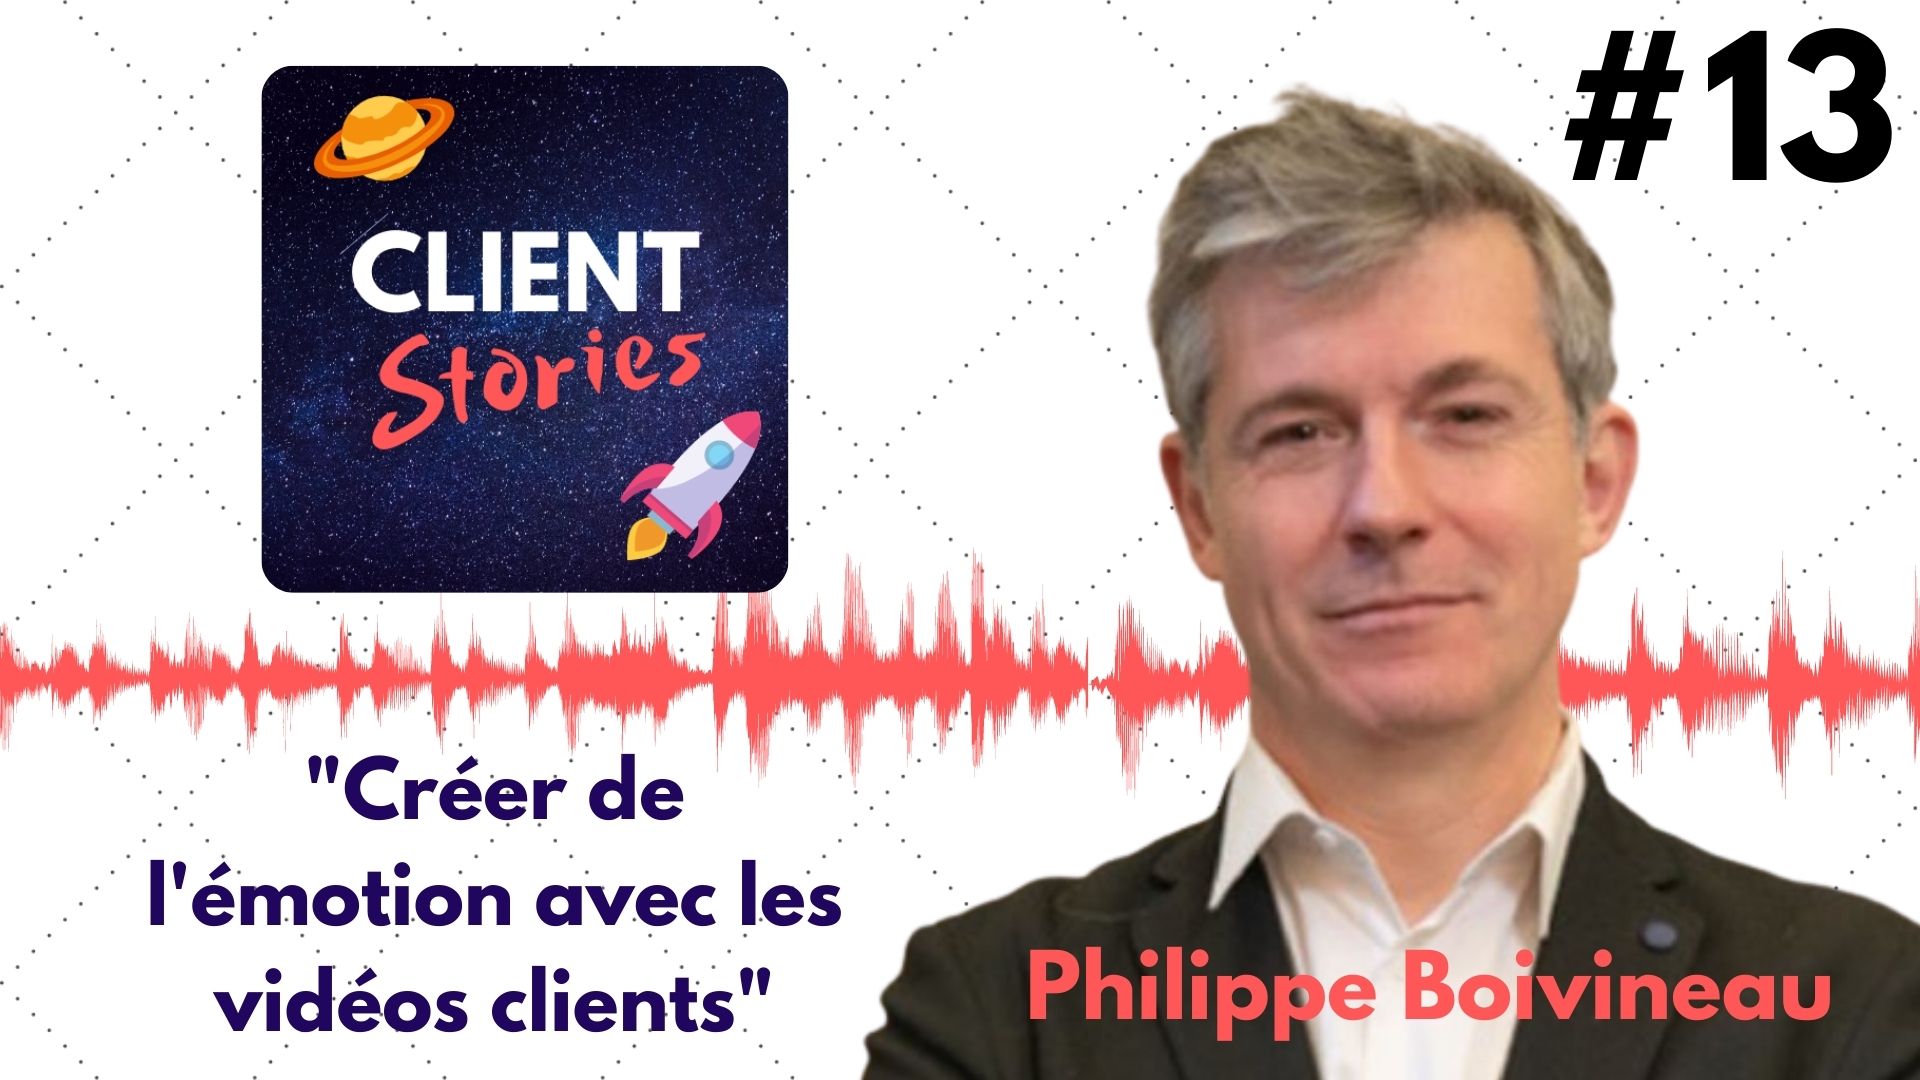 #13
CLIENT
Stories
"Créer de
l'émotion avec les
vidéos clients"
Philippe Boivineau